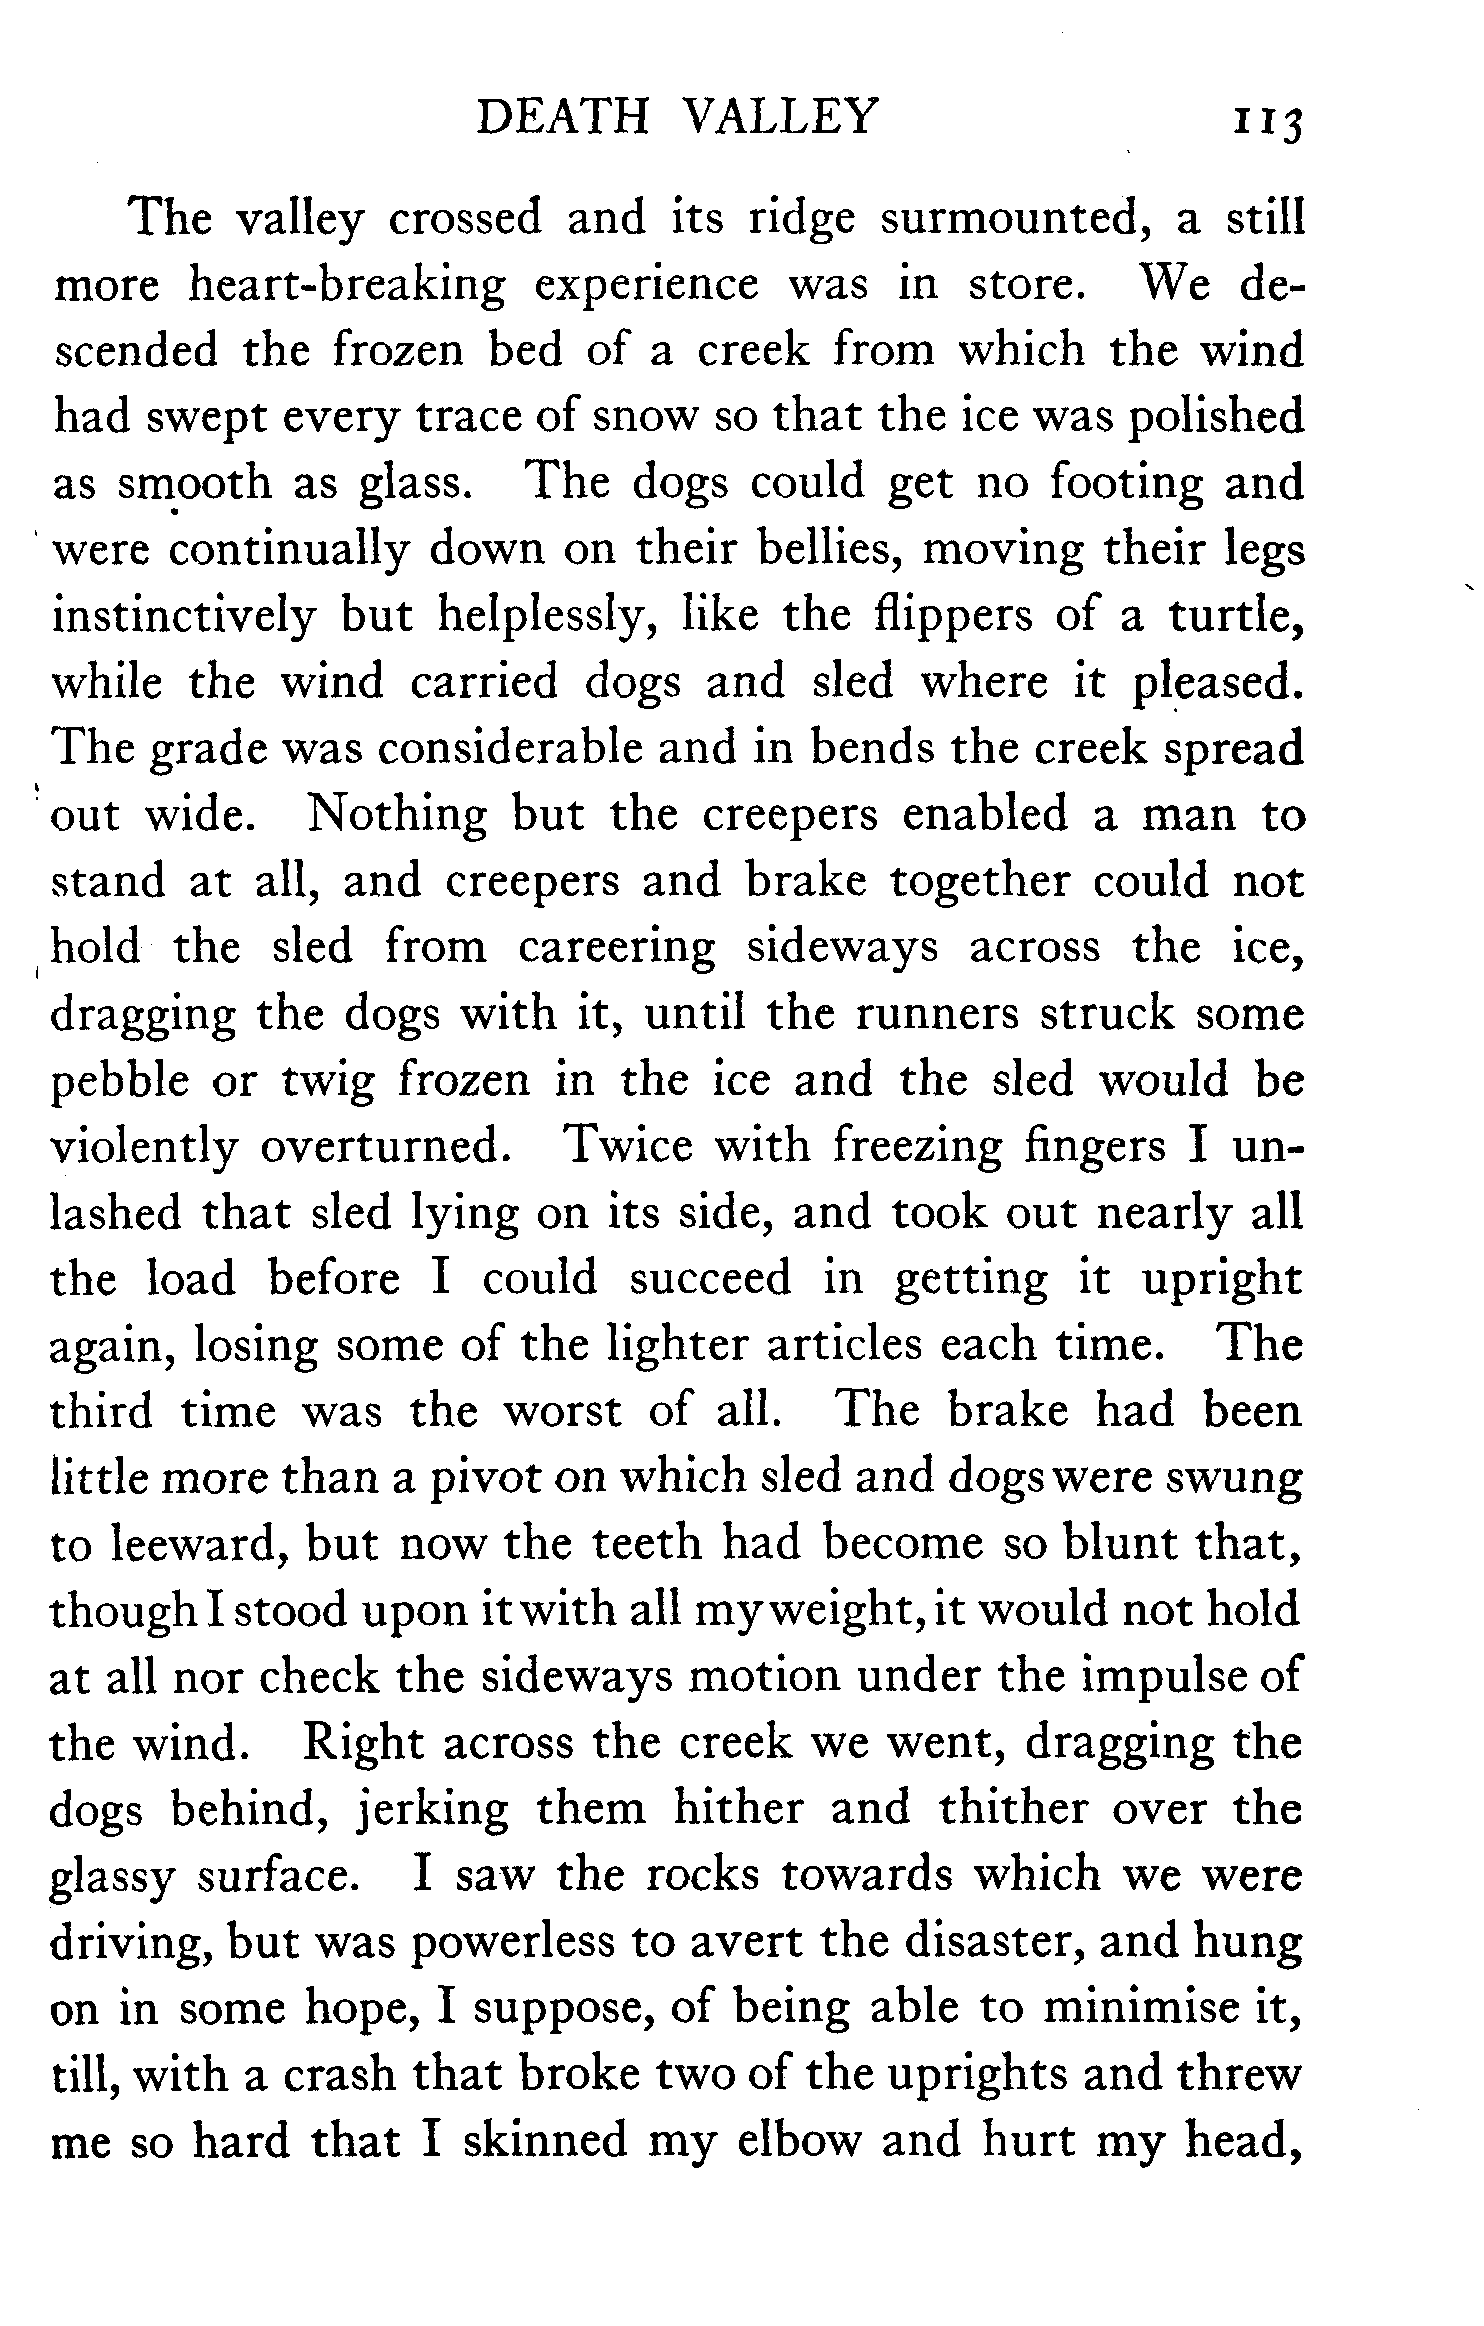 DEATH VALLEY 113
The valley crossed and its ridge surmounted, a still
more heart-breaking experience was in store. We de-
scended the frozen bed of a creek from which the wind
had swept every trace of snow so that the ice was polished
as smooth as glass. The dogs could get no footing and
were continually down on their bellies, moving their legs
instinctively but helplessly, like the flippers of a turtle,
while the wind carried dogs and sled where it pleased.
The grade was considerable and in bends the creek spread
out wide. Nothing but the creepers enabled a man to
stand at all, and creepers and brake together could not
hold the sled from careering sideways across the ice,
dragging the dogs with it, until the runners struck some
pebble or twig frozen in the ice and the sled would be
violently overturned. Twice with freezing fingers I un-
lashed that sled lying on its side, and took out nearly all
the load before I could succeed in getting it upright
again, losing some of the lighter articles each time. The
third time was the worst of all. The brake had been
little more than a pivot on which sled and dogs were swung
to leeward, but now the teeth had become so blunt that,
though I stood upon it with all my weight, it would not hold
at all nor check the sideways motion under the impulse of
the wind. Right across the creek we went, dragging the
dogs behind, jerking them hither and thither over the
glassy surface. I saw the rocks towards which we were
driving, but was powerless to avert the disaster, and hung
on in some hope, I suppose, of being able to minimise it,
till, with a crash that broke two of the uprights and threw
me so hard that I skinned my elbow and hurt my head,